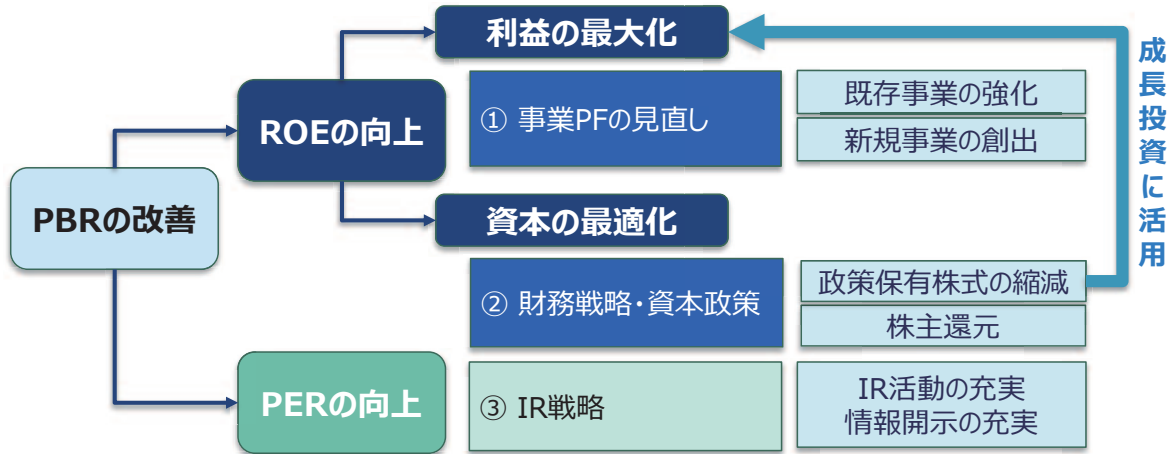 利益の最大化
ROEの向上
① 事業PFの見直し
既存事業の強化
新規事業の創出
PBRの改善
資本の最適化
② 財務戦略・資本政策
政策保有株式の縮減
株主還元
PERの向上
③ IR戦略
IR活動の充実
情報開示の充実
成長投資に活用